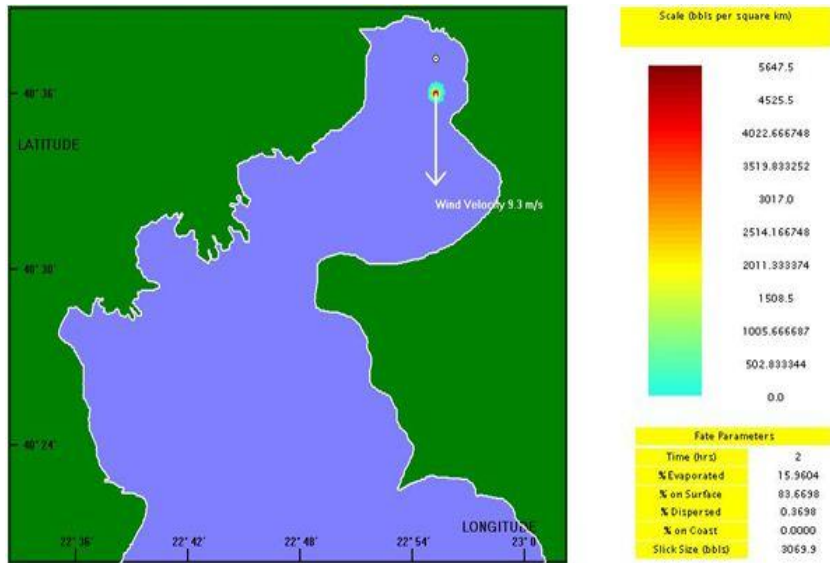 40° 36'
LATITUDE
Wind Velocity 9.3 m/s
40° 30'
40° 24'
LONGITUDE
22° 36' 22° 42' 22° 48' 22° 54' 23° 0'
Scale (bbls per square km)
5647.5
4525.5
4022.666748
3519.833252
3017.0
2514.166748
2011.333374
1508.5
1005.666687
502.833344
0.0
Fate Parameters
Time (hrs) 2
% Evaporated 15.9604
% on Surface 83.6698
% Dispersed 0.3698
% on Coast 0.0000
Slick Size (bbls) 3069.9